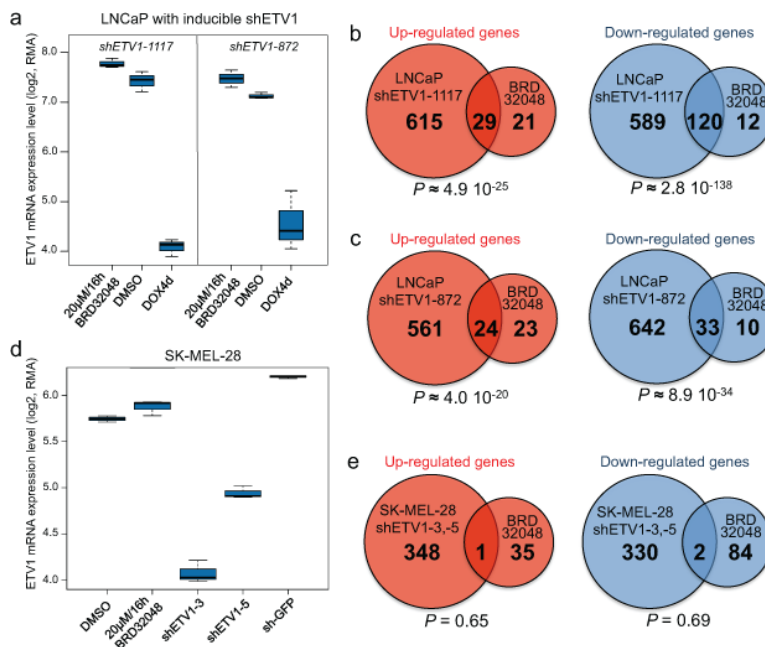 a
LNCaP with inducible shETV1
shETV1-1117
shETV1-872
ETV1 mRNA expression level (log2, RMA)
8.0
7.0
6.0
5.0
4.0
20µM/16h
BRD32048
DMSO
DOX4d
20µM/16h
BRD32048
DMSO
DOX4d
b
Up-regulated genes
LNCaP
shETV1-1117
BRD
32048
615
29
21
P ≈ 4.9 10-25
Down-regulated genes
LNCaP
shETV1-1117
BRD
32048
589
120
12
P ≈ 2.8 10-138
c
Up-regulated genes
LNCaP
shETV1-872
BRD
32048
561
24
23
P ≈ 4.0 10-20
Down-regulated genes
LNCaP
shETV1-872
BRD
32048
642
33
10
P ≈ 8.9 10-34
d
SK-MEL-28
ETV1 mRNA expression level (log2, RMA)
6.0
5.5
5.0
4.5
4.0
DMSO
20µM/16h
BRD32048
shETV1-3
shETV1-5
sh-GFP
e
Up-regulated genes
SK-MEL-28
shETV1-3,-5
BRD
32048
348
1
35
P = 0.65
Down-regulated genes
SK-MEL-28
shETV1-3,-5
BRD
32048
330
2
84
P = 0.69